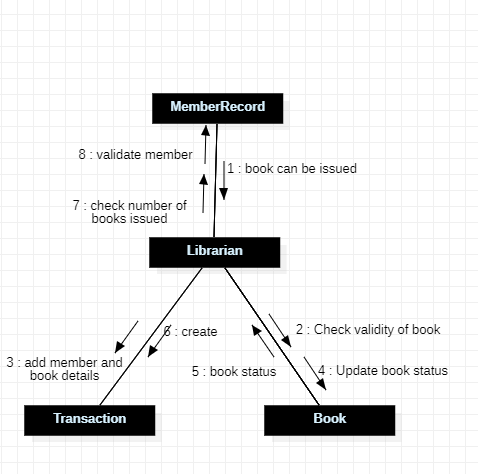 MemberRecord
8 : validate member
1 : book can be issued
7 : check number of
books issued
Librarian
6 : create
2 : Check validity of book
3 : add member and
book details
5 : book status
4 : Update book status
Transaction
Book